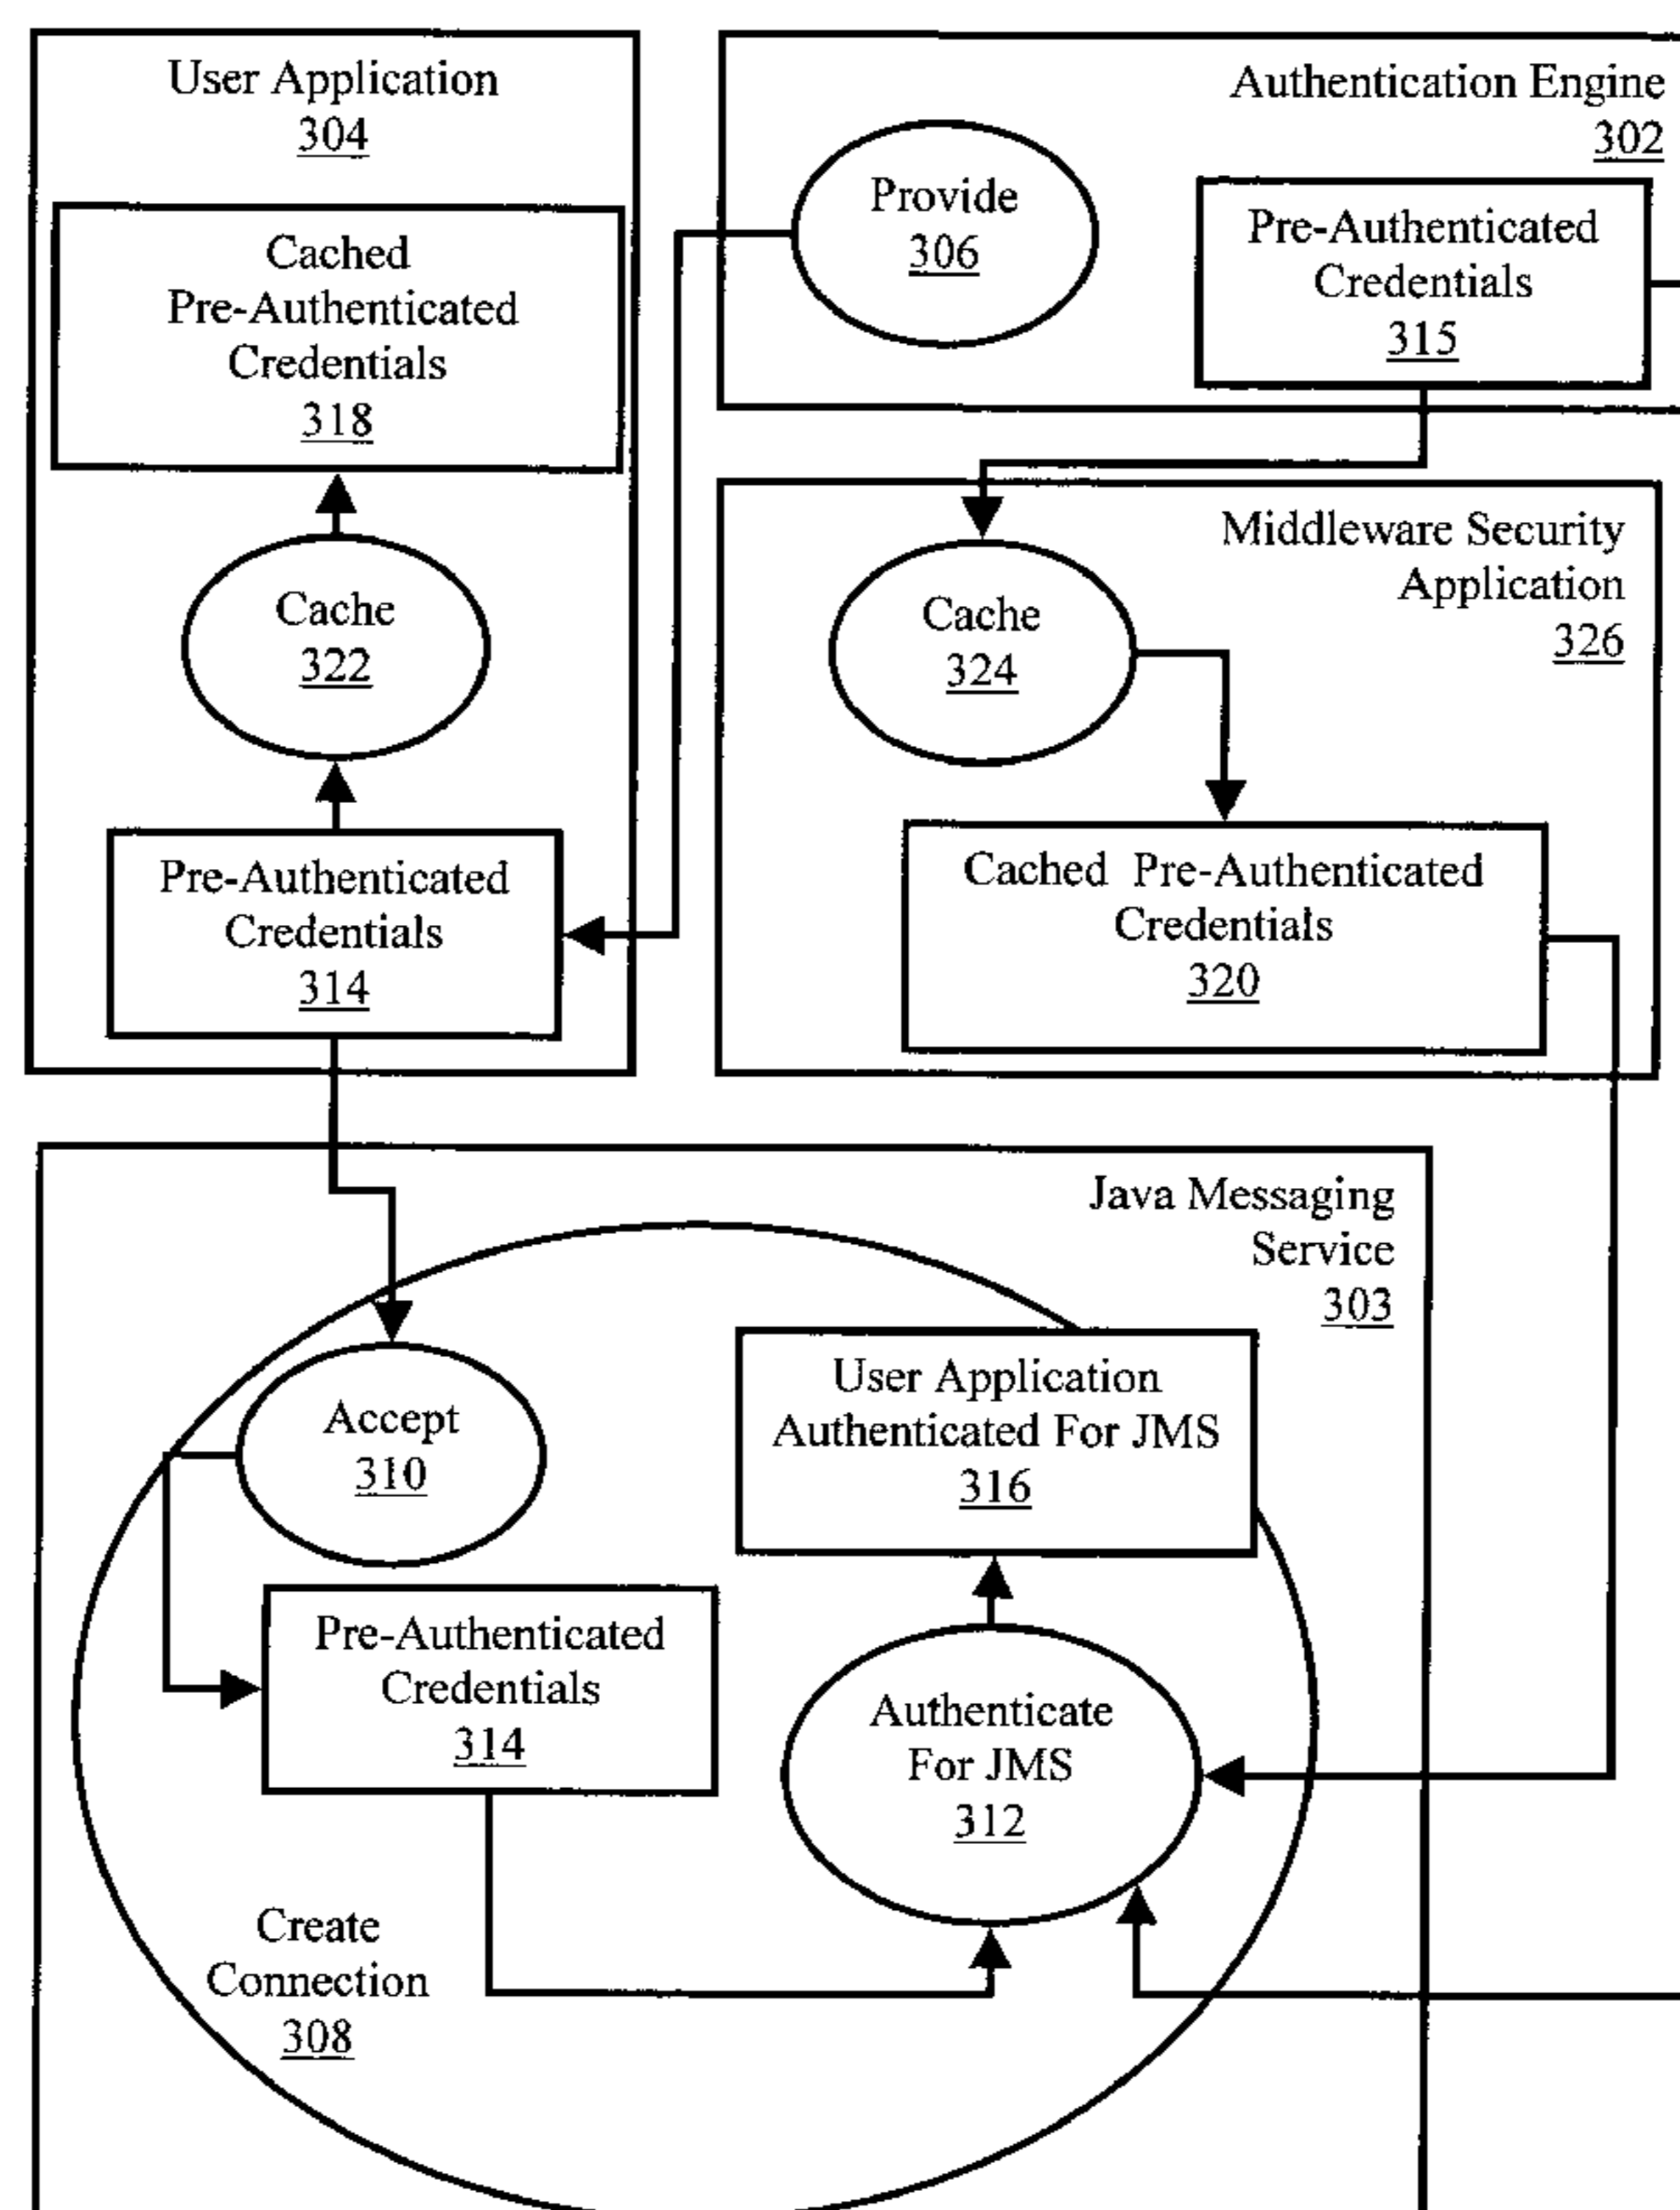 User Application
304
Cached
Pre-Authenticated
Credentials
318
Cache
322
Pre-Authenticated
Credentials
314
Authentication Engine
302
Provide
306
Pre-Authenticated
Credentials
315
Middleware Security
Application
326
Cache
324
Cached Pre-Authenticated
Credentials
320
Java Messaging
Service
303
Accept
310
User Application
Authenticated For JMS
316
Pre-Authenticated
Credentials
314
Authenticate
For JMS
312
Create
Connection
308